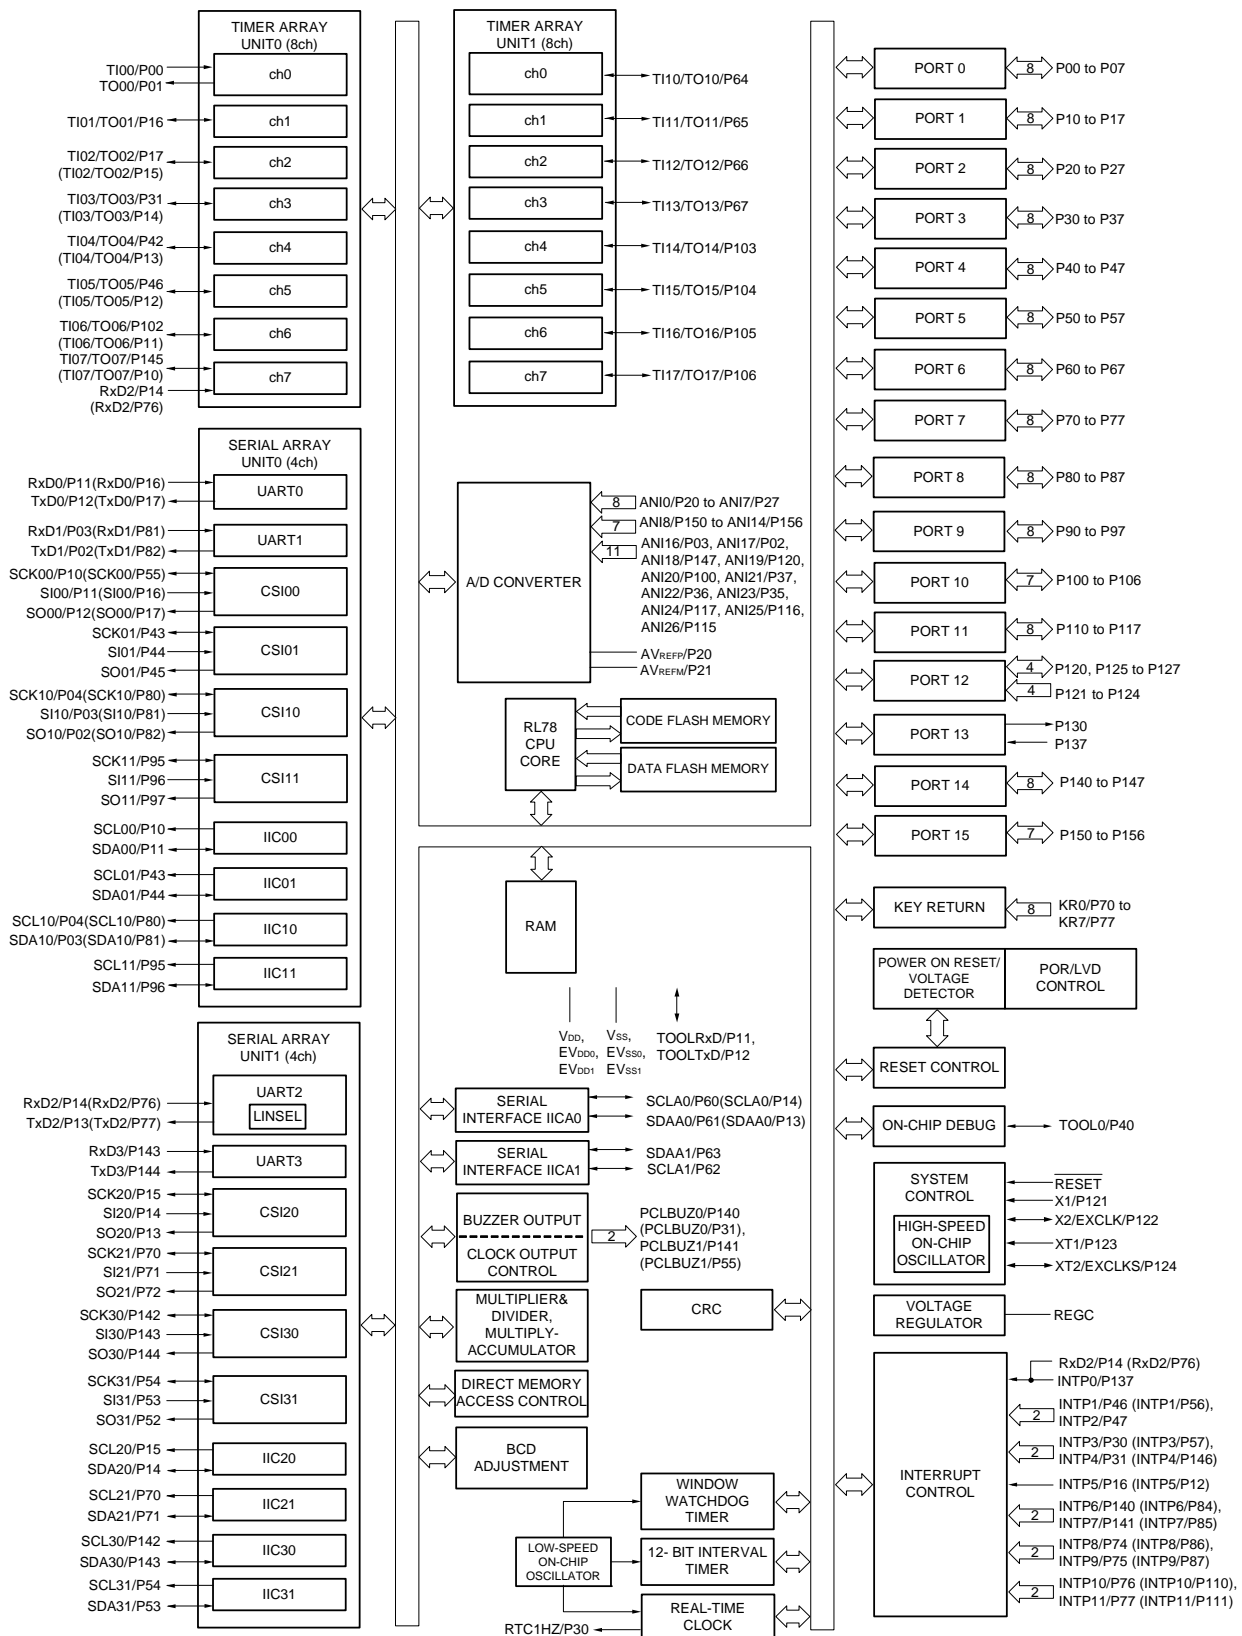 TIMER ARRAY
UNIT0 (8ch)
TI00/P00
TO00/P01
ch0
TI01/TO01/P16
ch1
TI02/TO02/P17
(TI02/TO02/P15)
ch2
TI03/TO03/P31
(TI03/TO03/P14)
ch3
TI04/TO04/P42
(TI04/TO04/P13)
ch4
TI05/TO05/P46
(TI05/TO05/P12)
ch5
TI06/TO06/P102
(TI06/TO06/P11)
ch6
TI07/TO07/P145
(TI07/TO07/P10)
RxD2/P14
(RxD2/P76)
ch7
SERIAL ARRAY
UNIT0 (4ch)
RxD0/P11(RxD0/P16)
TxD0/P12(TxD0/P17)
UART0
RxD1/P03(RxD1/P81)
TxD1/P02(TxD1/P82)
UART1
SCK00/P10(SCK00/P55)
SI00/P11(SI00/P16)
SO00/P12(SO00/P17)
CSI00
SCK01/P43
SI01/P44
SO01/P45
CSI01
SCK10/P04(SCK10/P80)
SI10/P03(SI10/P81)
SO10/P02(SO10/P82)
CSI10
SCK11/P95
SI11/P96
SO11/P97
CSI11
SCL00/P10
SDA00/P11
IIC00
SCL01/P43
SDA01/P44
IIC01
SCL10/P04(SCL10/P80)
SDA10/P03(SDA10/P81)
IIC10
SCL11/P95
SDA11/P96
IIC11
SERIAL ARRAY
UNIT1 (4ch)
RxD2/P14(RxD2/P76)
TxD2/P13(TxD2/P77)
UART2
LINSEL
RxD3/P143
TxD3/P144
UART3
SCK20/P15
SI20/P14
SO20/P13
CSI20
SCK21/P70
SI21/P71
SO21/P72
CSI21
SCK30/P142
SI30/P143
SO30/P144
CSI30
SCK31/P54
SI31/P53
SO31/P52
CSI31
SCL20/P15
SDA20/P14
IIC20
SCL21/P70
SDA21/P71
IIC21
SCL30/P142
SDA30/P143
IIC30
SCL31/P54
SDA31/P53
IIC31
TIMER ARRAY
UNIT1 (8ch)
ch0
TI10/TO10/P64
ch1
TI11/TO11/P65
ch2
TI12/TO12/P66
ch3
TI13/TO13/P67
ch4
TI14/TO14/P103
ch5
TI15/TO15/P104
ch6
TI16/TO16/P105
ch7
TI17/TO17/P106
A/D CONVERTER
8
ANI0/P20 to ANI7/P27
7
ANI8/P150 to ANI14/P156
11
ANI16/P03, ANI17/P02,
ANI18/P147, ANI19/P120,
ANI20/P100, ANI21/P37,
ANI22/P36, ANI23/P35,
ANI24/P117, ANI25/P116,
ANI26/P115
AVREFP/P20
AVREFM/P21
RL78
CPU
CORE
CODE FLASH MEMORY
DATA FLASH MEMORY
RAM
VDD,
EVDD0,
EVDD1
VSS,
EVSS0,
EVSS1
TOOLRxD/P11,
TOOLTxD/P12
SERIAL
INTERFACE IICA0
SCLA0/P60(SCLA0/P14)
SDAA0/P61(SDAA0/P13)
SERIAL
INTERFACE IICA1
SDAA1/P63
SCLA1/P62
BUZZER OUTPUT
CLOCK OUTPUT
CONTROL
2
PCLBUZ0/P140
(PCLBUZ0/P31),
PCLBUZ1/P141
(PCLBUZ1/P55)
MULTIPLIER&
DIVIDER,
MULTIPLY-
ACCUMULATOR
CRC
DIRECT MEMORY
ACCESS CONTROL
BCD
ADJUSTMENT
WINDOW
WATCHDOG
TIMER
LOW-SPEED
ON-CHIP
OSCILLATOR
12- BIT INTERVAL
TIMER
REAL-TIME
CLOCK
RTC1HZ/P30
PORT 0
8
P00 to P07
PORT 1
8
P10 to P17
PORT 2
8
P20 to P27
PORT 3
8
P30 to P37
PORT 4
8
P40 to P47
PORT 5
8
P50 to P57
PORT 6
8
P60 to P67
PORT 7
8
P70 to P77
PORT 8
8
P80 to P87
PORT 9
8
P90 to P97
PORT 10
7
P100 to P106
PORT 11
8
P110 to P117
PORT 12
4
P120, P125 to P127
4
P121 to P124
PORT 13
P130
P137
PORT 14
8
P140 to P147
PORT 15
7
P150 to P156
KEY RETURN
8
KR0/P70 to
KR7/P77
POWER ON RESET/
VOLTAGE
DETECTOR
POR/LVD
CONTROL
RESET CONTROL
ON-CHIP DEBUG
TOOL0/P40
SYSTEM
CONTROL
HIGH-SPEED
ON-CHIP
OSCILLATOR
RESET
X1/P121
X2/EXCLK/P122
XT1/P123
XT2/EXCLKS/P124
VOLTAGE
REGULATOR
REGC
INTERRUPT
CONTROL
RxD2/P14 (RxD2/P76)
INTP0/P137
2
INTP1/P46 (INTP1/P56),
INTP2/P47
2
INTP3/P30 (INTP3/P57),
INTP4/P31 (INTP4/P146)
INTP5/P16 (INTP5/P12)
2
INTP6/P140 (INTP6/P84),
INTP7/P141 (INTP7/P85)
2
INTP8/P74 (INTP8/P86),
INTP9/P75 (INTP9/P87)
2
INTP10/P76 (INTP10/P110),
INTP11/P77 (INTP11/P111)